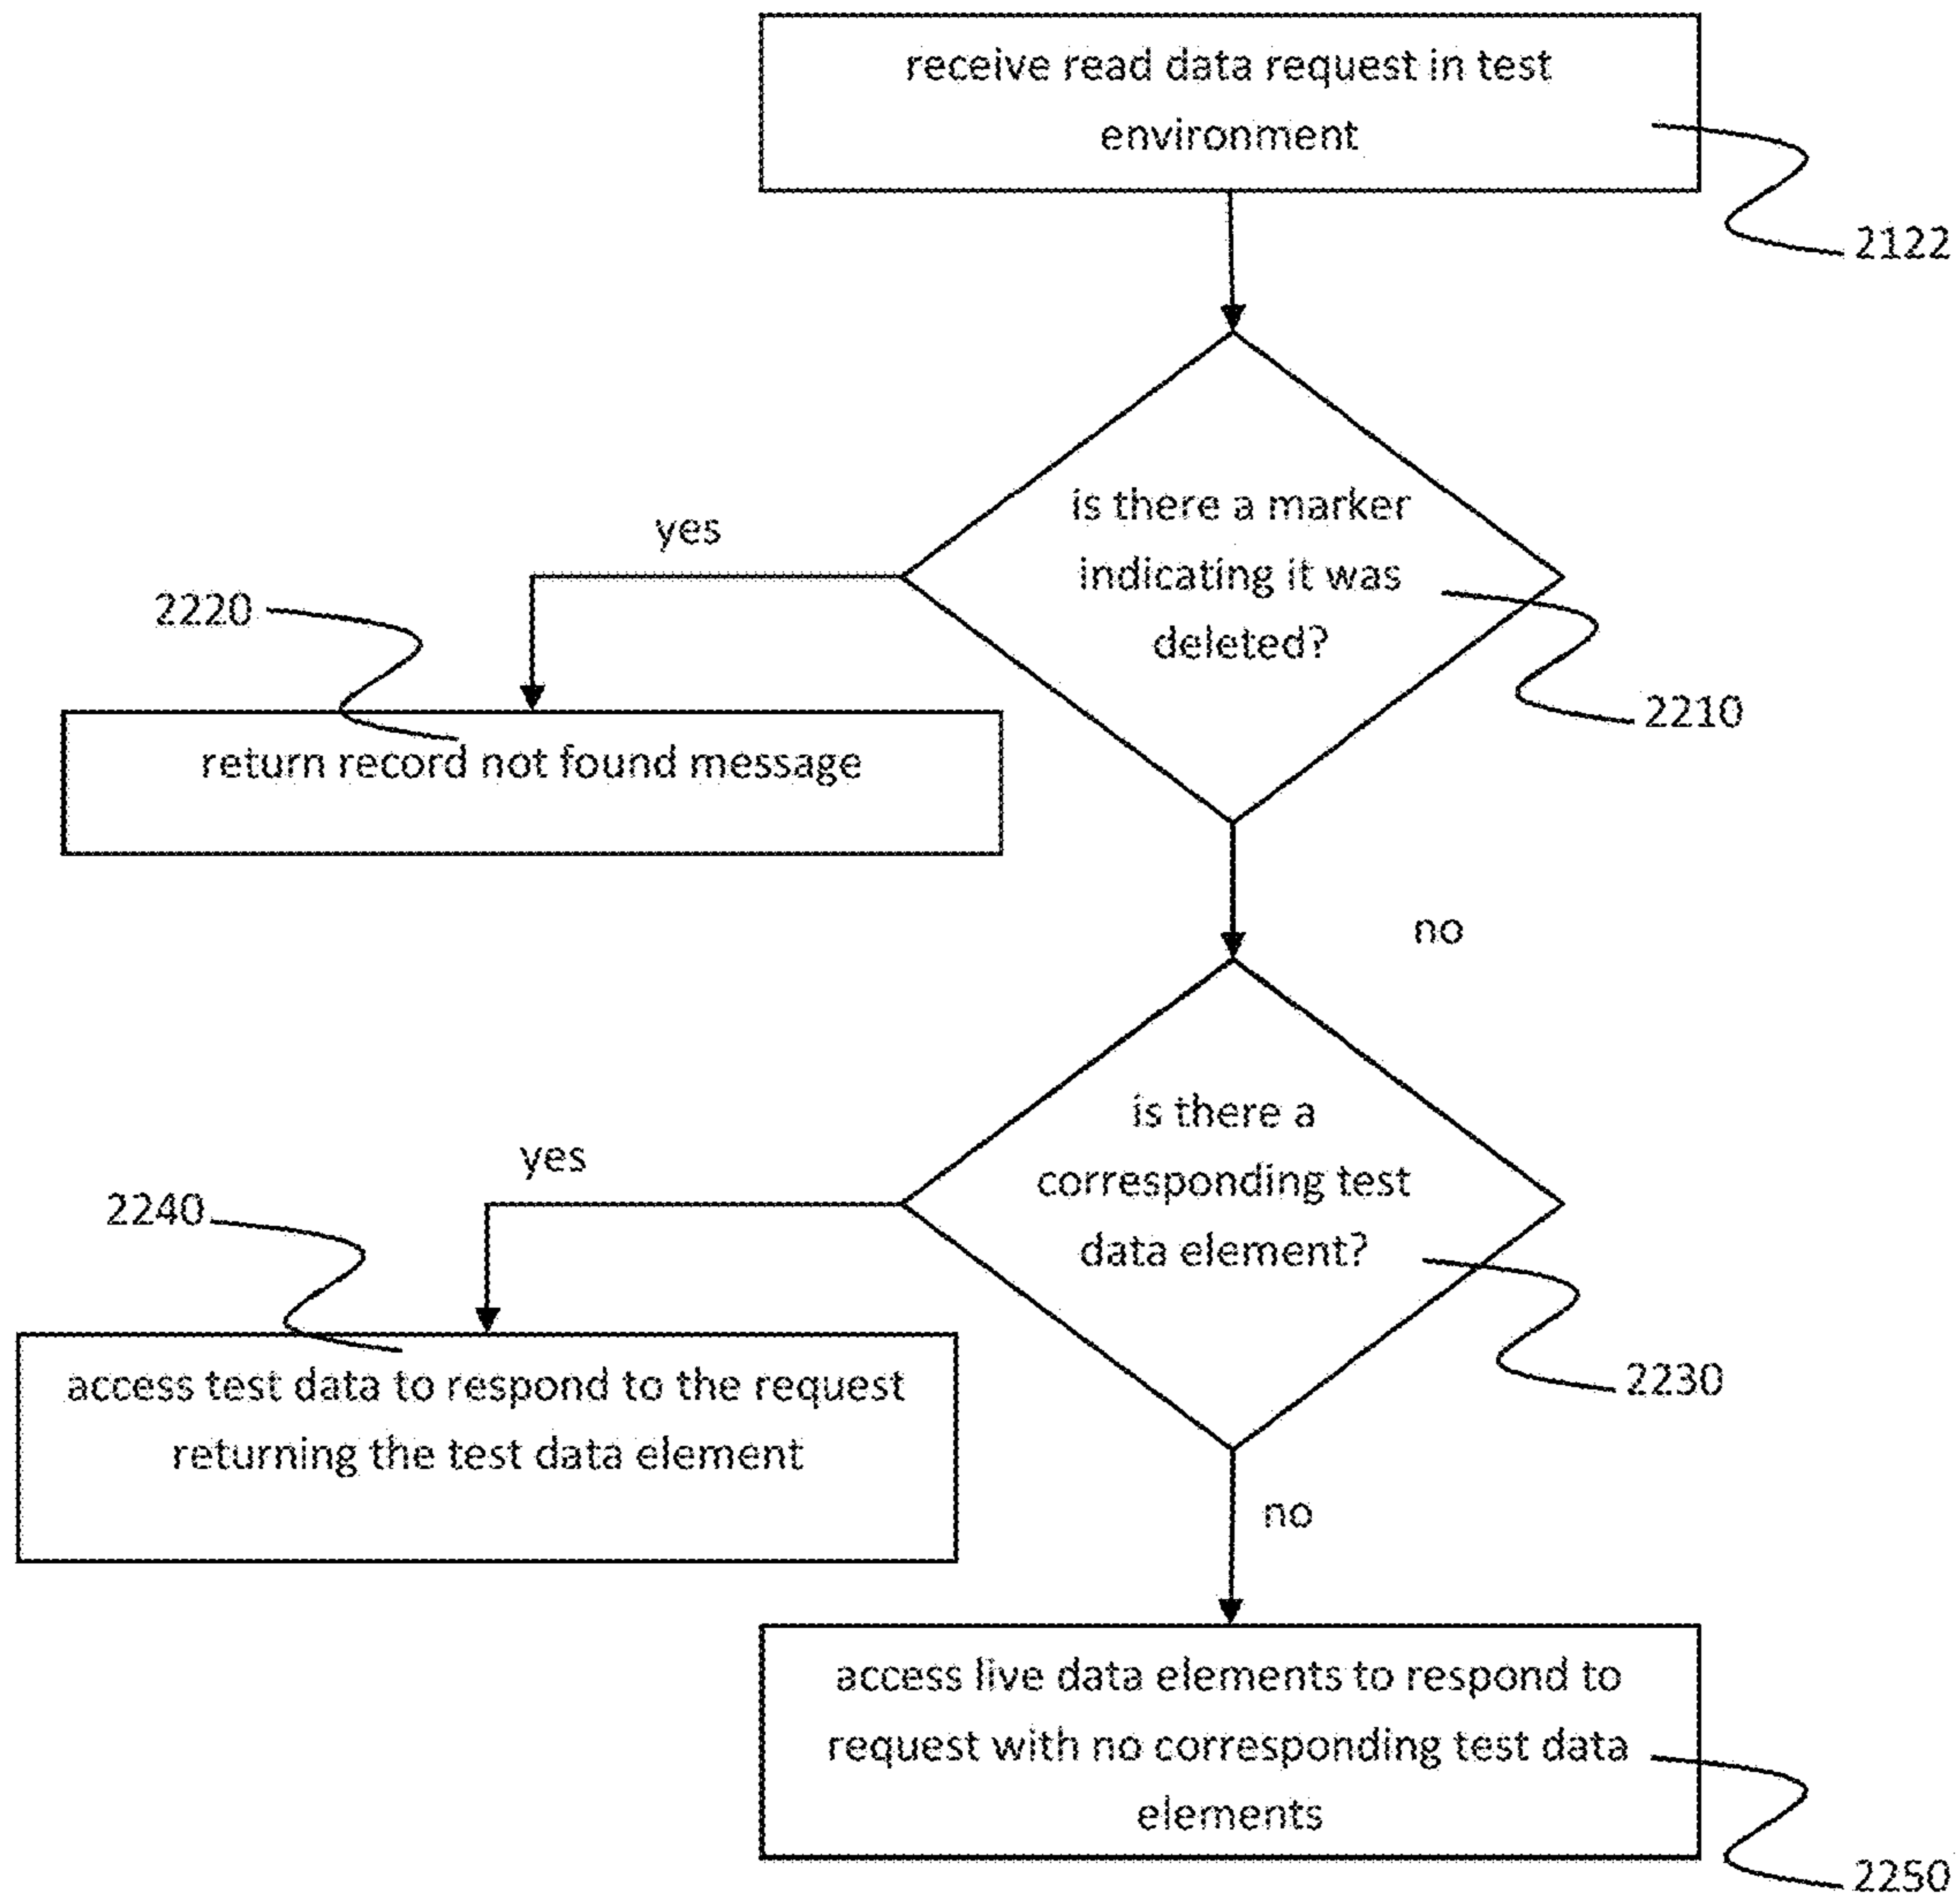 receive read data request in test
environment
2122
is there a marker
indicating it was
deleted?
yes
2220
2210
return record not found message
no
is there a
corresponding test
data element?
yes
2240
2230
access test data to respond to the request
returning the test data element
no
access live data elements to respond to
request with no corresponding test data
elements
2250